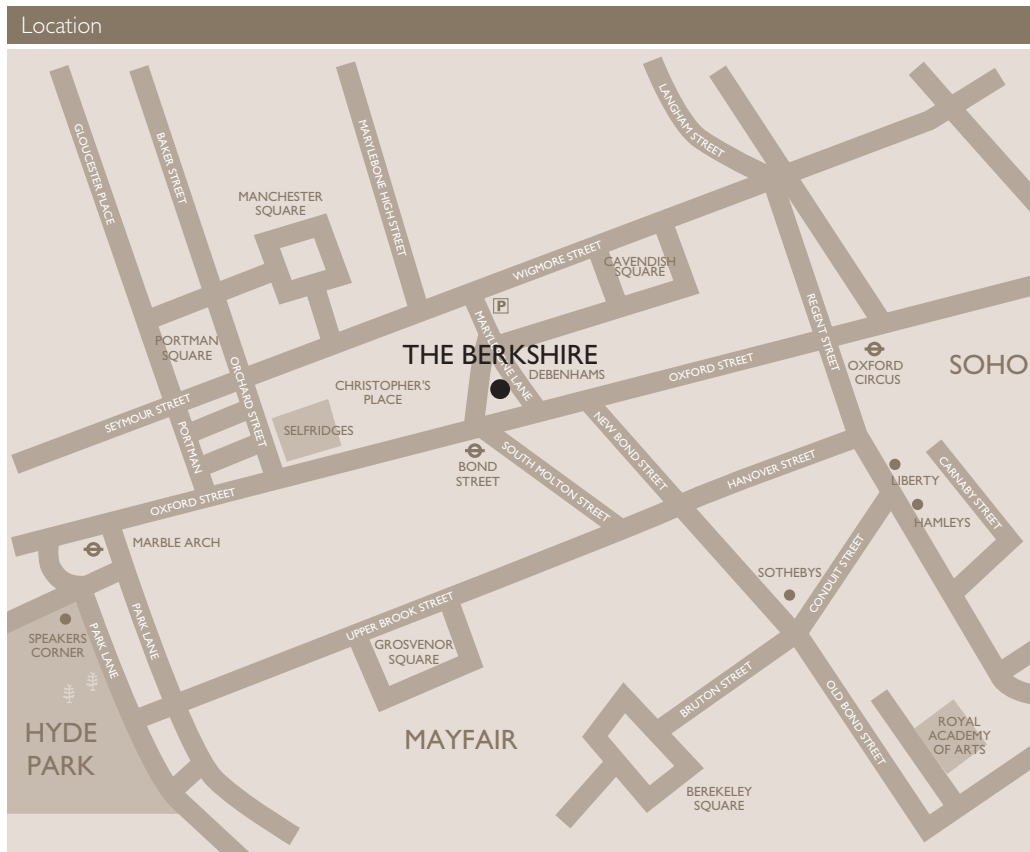 Location
LANGHAM STREET
GLOUCESTER PLACE
BAKER STREET
MARYLEBONE HIGH STREET
MANCHESTER
SQUARE
WIGMORE STREET
CAVENDISH
SQUARE
P
REGENT STREET
PORTMAN
SQUARE
ORCHARD STREET
THE BERKSHIRE
DEBENHAMS
OXFORD STREET
OXFORD
CIRCUS
SOHO
CHRISTOPHER'S
PLACE
SEYMOUR STREET
PORTMAN
SELFRIDGES
BOND
STREET
SOUTH MOLTON STREET
NEW BOND STREET
HANOVER STREET
LIBERTY
CARNABY STREET
HAMLEYS
OXFORD STREET
MARBLE ARCH
SOTHEBYS
CONDUIT STREET
SPEAKERS
CORNER
PARK LANE
PARK LANE
UPPER BROOK STREET
GROSVENOR
SQUARE
BRUTON STREET
OLD BOND STREET
HYDE
PARK
MAYFAIR
ROYAL
ACADEMY
OF ARTS
BEREKELEY
SQUARE